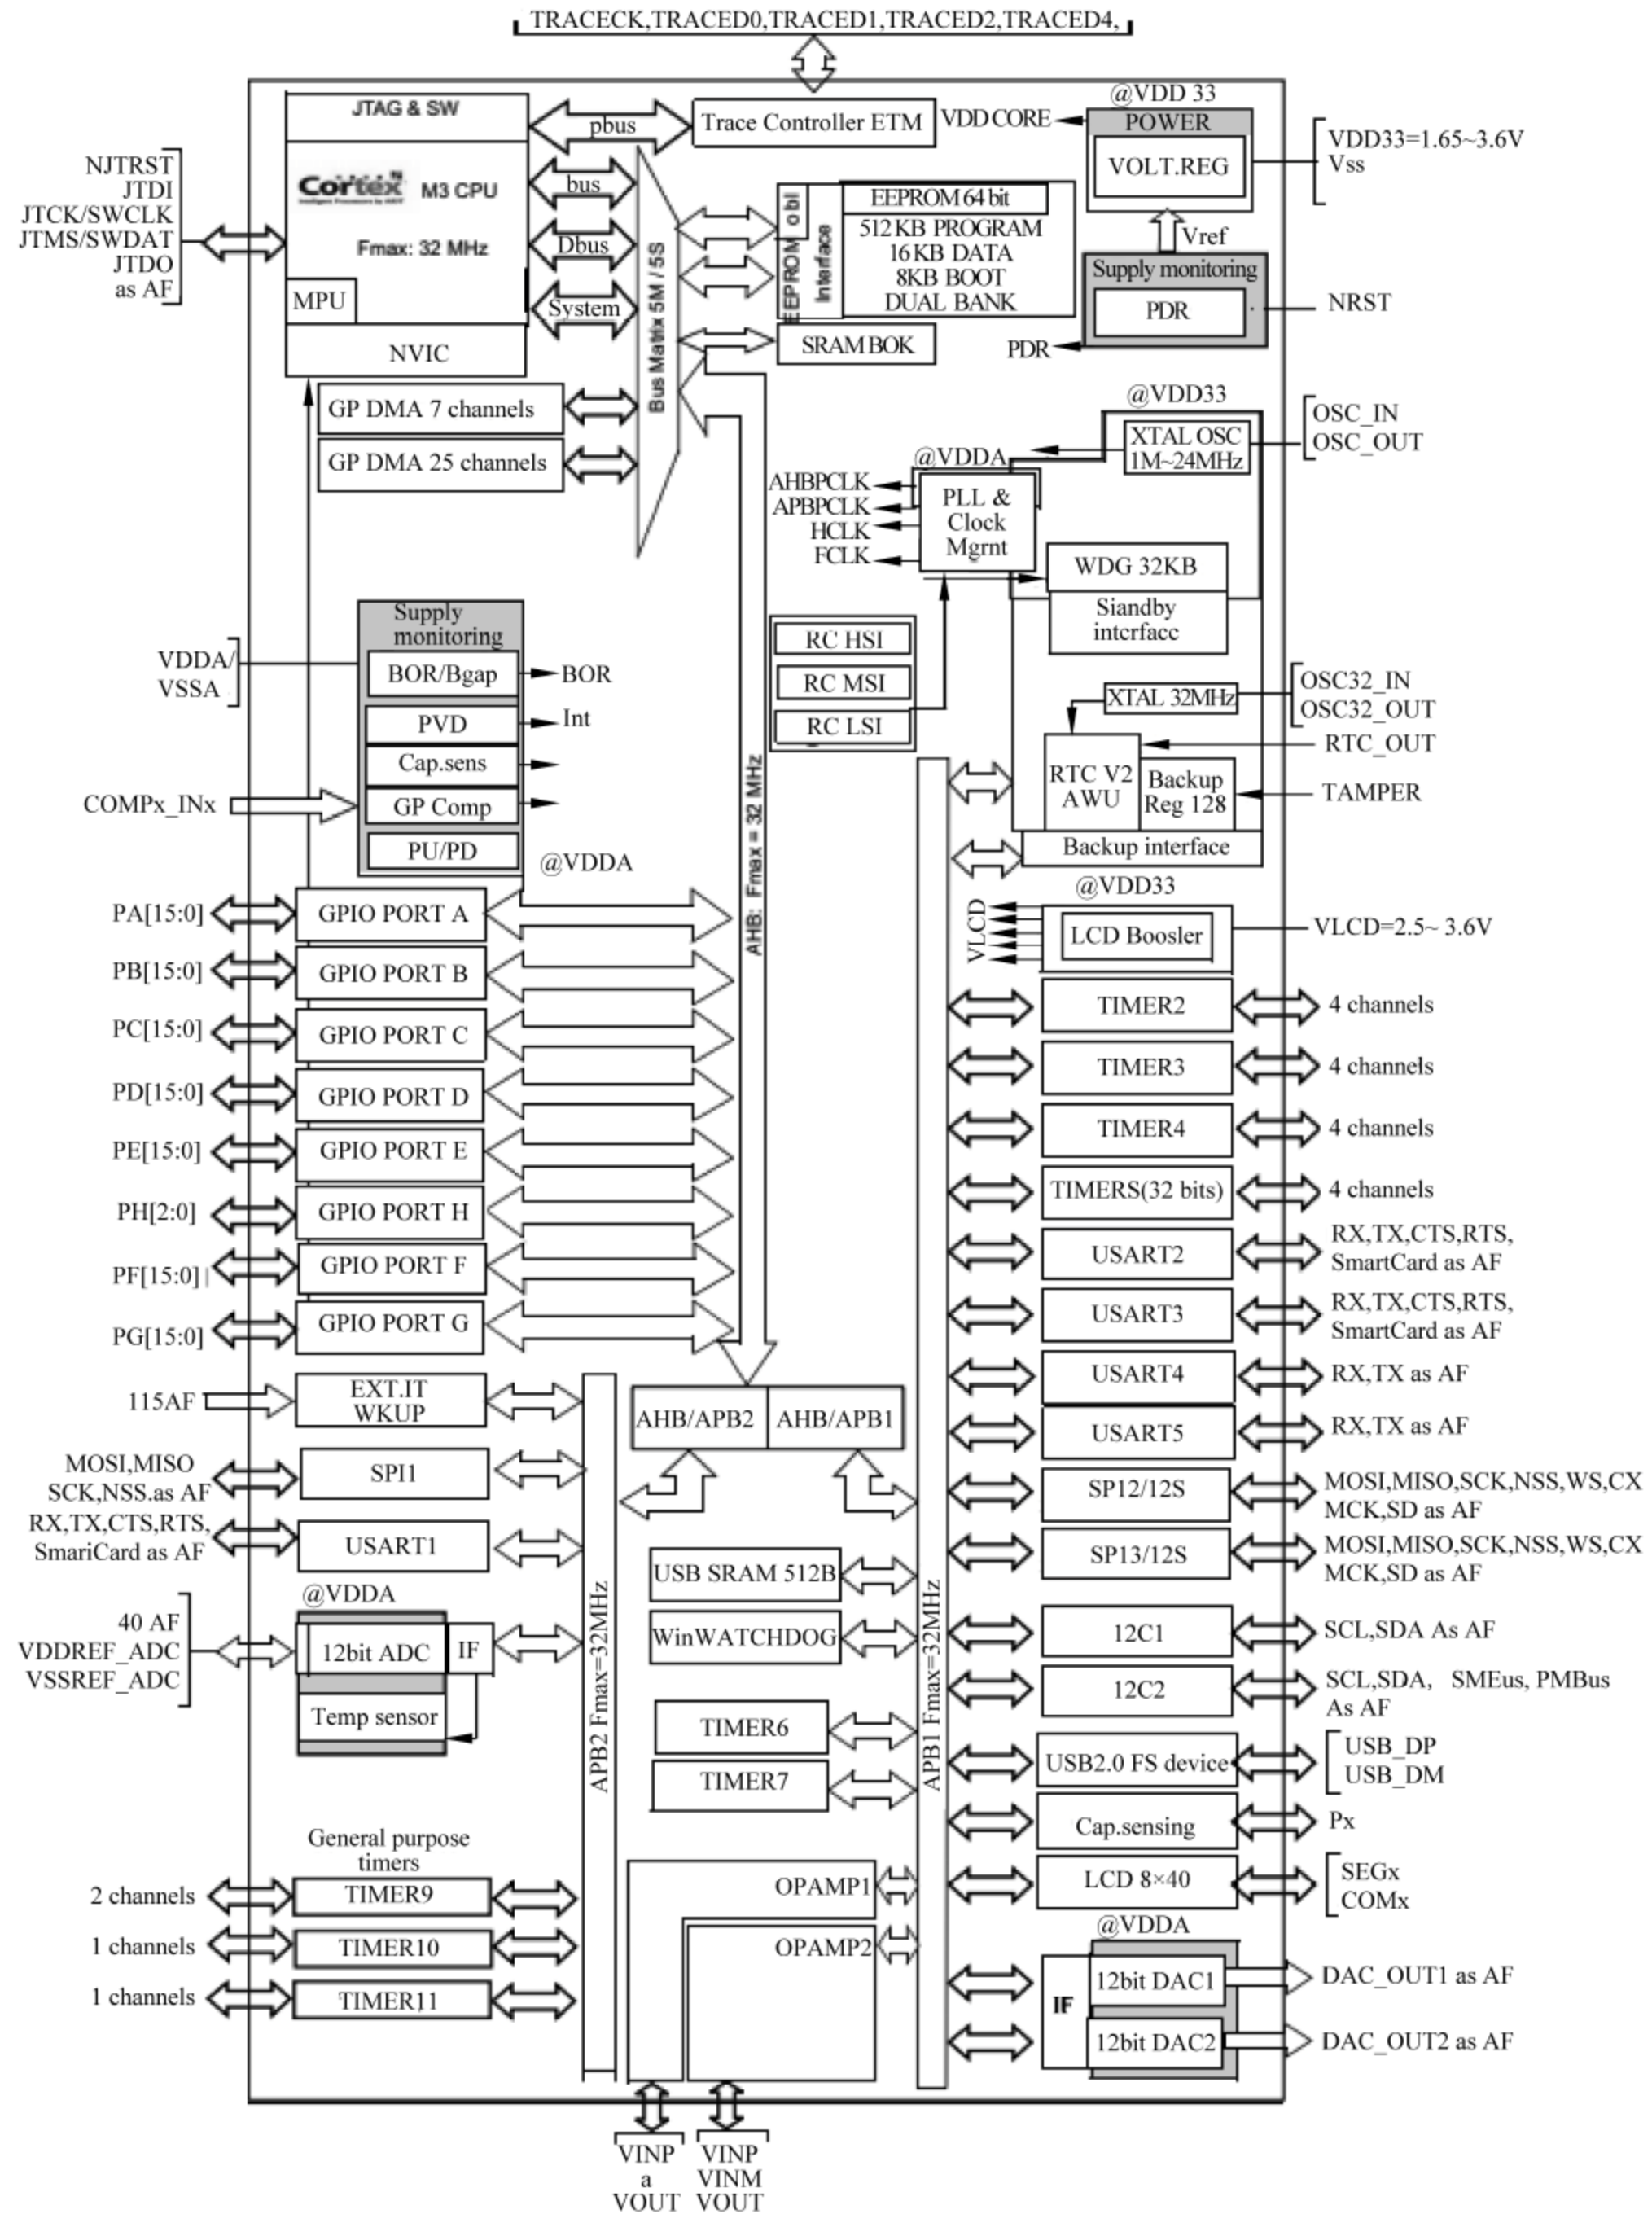 TRACECK,TRACED0,TRACED1,TRACED2,TRACED4,
JTAG & SW
pbus
Trace Controller ETM
VDD CORE
@VDD 33
POWER
VOLT.REG
VDD33=1.65~3.6V
Vss
NJTRST
JTDI
JTCK/SWCLK
JTMS/SWDAT
JTDO
as AF
Cortex M3 CPU
Fmax: 32 MHz
MPU
NVIC
bus
Dbus
System
Bus Matrix 5M / 5S
EEPROM obl
Interface
EEPROM 64 bit
512 KB PROGRAM
16 KB DATA
8KB BOOT
DUAL BANK
SRAM BOK
Vref
Supply monitoring
PDR
PDR
NRST
GP DMA 7 channels
GP DMA 25 channels
@VDD33
XTAL OSC
1M~24MHz
OSC_IN
OSC_OUT
@VDDA
PLL &
Clock
Mgrnt
AHBPCLK
APBPCLK
HCLK
FCLK
WDG 32KB
Siandby
intcrfacc
RC HSI
RC MSI
RC LSI
XTAL 32MHz
OSC32_IN
OSC32_OUT
RTC V2
AWU
Backup
Reg 128
RTC_OUT
TAMPER
Backup interface
Supply
monitoring
VDDA/
VSSA
BOR/Bgap
BOR
PVD
Int
Cap.sens
COMPx_INx
GP Comp
PU/PD
@VDDA
AHB: Fmax = 32 MHz
PA[15:0]
GPIO PORT A
PB[15:0]
GPIO PORT B
PC[15:0]
GPIO PORT C
PD[15:0]
GPIO PORT D
PE[15:0]
GPIO PORT E
PH[2:0]
GPIO PORT H
PF[15:0]
GPIO PORT F
PG[15:0]
GPIO PORT G
115AF
EXT.IT
WKUP
MOSI,MISO
SCK,NSS.as AF
SPI1
RX,TX,CTS,RTS,
SmariCard as AF
USART1
@VDDA
40 AF
VDDREF_ADC
VSSREF_ADC
12bit ADC
IF
Temp sensor
General purpose
timers
2 channels
TIMER9
1 channels
TIMER10
1 channels
TIMER11
APB2 Fmax=32MHz
AHB/APB2
AHB/APB1
USB SRAM 512B
WinWATCHDOG
TIMER6
TIMER7
OPAMP1
OPAMP2
APB1 Fmax=32MHz
VINP
a
VOUT
VINP
VINM
VOUT
@VDD33
VLCD
LCD Boosler
VLCD=2.5~ 3.6V
TIMER2
4 channels
TIMER3
4 channels
TIMER4
4 channels
TIMERS(32 bits)
4 channels
USART2
RX,TX,CTS,RTS,
SmartCard as AF
USART3
RX,TX,CTS,RTS,
SmartCard as AF
USART4
RX,TX as AF
USART5
RX,TX as AF
SP12/12S
MOSI,MISO,SCK,NSS,WS,CX
MCK,SD as AF
SP13/12S
MOSI,MISO,SCK,NSS,WS,CX
MCK,SD as AF
12C1
SCL,SDA As AF
12C2
SCL,SDA, SMEus, PMBus
As AF
USB2.0 FS device
USB_DP
USB_DM
Cap.sensing
Px
LCD 8×40
SEGx
COMx
@VDDA
IF
12bit DAC1
DAC_OUT1 as AF
12bit DAC2
DAC_OUT2 as AF